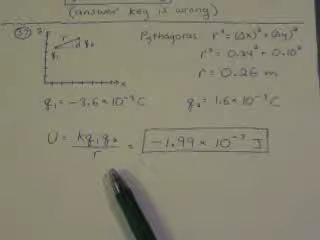 (answer key is wrong)
Pythagoras r² = (Δx)² + (Δy)²
r² = 0.24² + 0.10²
r = 0.26 m
q₁ = -3.6 × 10⁻⁹ C q₂ = 1.6 × 10⁻⁹ C
U = kq₁q₂ / r = -1.99 × 10⁻⁷ J